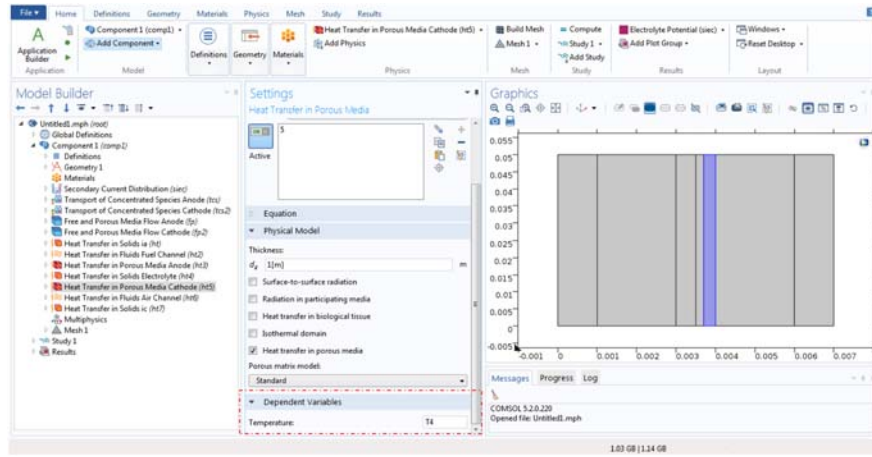 File Home Definitions Geometry Materials Physics Mesh Study Results
Application Builder
Component 1 (comp1)
Add Component
Definitions
Geometry
Materials
Heat Transfer in Porous Media Cathode (ht5)
Add Physics
Build Mesh
Mesh 1
Compute
Study 1
Add Study
Electrolyte Potential (siec)
Add Plot Group
Windows
Reset Desktop
Application Model Physics Mesh Study Results Layout
Model Builder
Untitled1.mph (root)
Global Definitions
Component 1 (comp1)
Definitions
Geometry 1
Materials
Secondary Current Distribution (siec)
Transport of Concentrated Species Anode (tcs)
Transport of Concentrated Species Cathode (tcs2)
Free and Porous Media Flow Anode (fp)
Free and Porous Media Flow Cathode (fp2)
Heat Transfer in Solids ia (ht)
Heat Transfer in Fluids Fuel Channel (ht2)
Heat Transfer in Porous Media Anode (ht3)
Heat Transfer in Solids Electrolyte (ht4)
Heat Transfer in Porous Media Cathode (ht5)
Heat Transfer in Fluids Air Channel (ht6)
Heat Transfer in Solids ic (ht7)
Multiphysics
Mesh 1
Study 1
Results
Settings
Heat Transfer in Porous Media
Active
5
Equation
Physical Model
Thickness:
d_z 1[m] m
Surface-to-surface radiation
Radiation in participating media
Heat transfer in biological tissue
Isothermal domain
Heat transfer in porous media
Porous matrix model:
Standard
Dependent Variables
Temperature: T4
Graphics
0.055
0.05
0.045
0.04
0.035
0.03
0.025
0.02
0.015
0.01
0.005
0
-0.005
-0.001 0 0.001 0.002 0.003 0.004 0.005 0.006 0.007
Messages Progress Log
COMSOL 5.2.0.220
Opened file: Untitled1.mph
1.03 GB | 1.14 GB